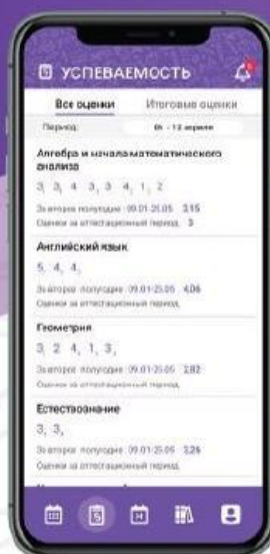 УСПЕВАЕМОСТЬ
Все оценки Итоговые оценки
Период: 06 - 12 апреля
Алгебра и начала математического
анализа
3, 3, 4, 3, 3, 4, 1, 2
За второе полугодие (09.01-25.05) 3,15
Оценки за аттестационный период: 3
Английский язык
5, 4, 4,
За второе полугодие (09.01-25.05) 4,06
Оценки за аттестационный период:
Геометрия
3, 2, 4, 1, 3,
За второе полугодие (09.01-25.05) 2,82
Оценки за аттестационный период:
Естествознание
3, 3,
За второе полугодие (09.01-25.05) 3,26
Оценки за аттестационный период: